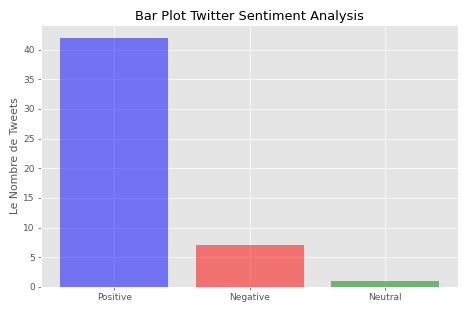 Bar Plot Twitter Sentiment Analysis
Le Nombre de Tweets
40
35
30
25
20
15
10
5
0
Positive
Negative
Neutral